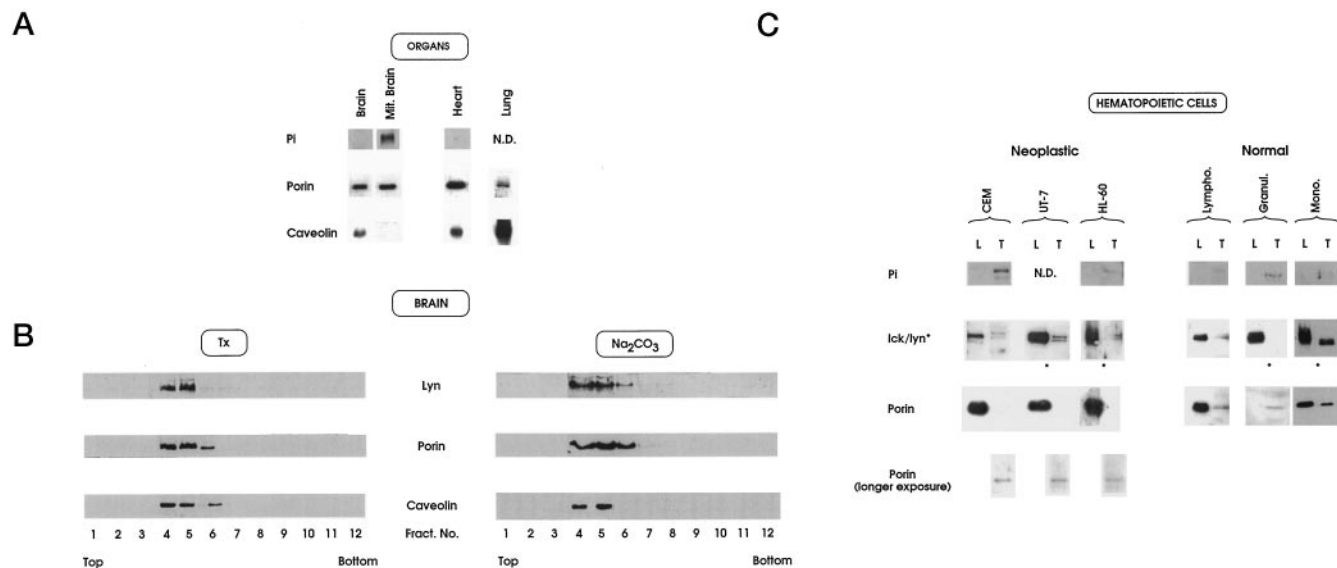 A
ORGANS
Brain
Mit. Brain
Heart
Lung
Pi
N.D.
Porin
Caveolin
BRAIN
B
Tx
Na₂CO₃
Lyn
Porin
Caveolin
1 2 3 4 5 6 7 8 9 10 11 12 Fract. No. 1 2 3 4 5 6 7 8 9 10 11 12
Top Bottom Top Bottom
C
HEMATOPOIETIC CELLS
Neoplastic Normal
CEM
UT-7
HL-60
Lympho.
Granul.
Mono.
L T L T L T L T L T L T
Pi N.D.
lck/lyn*
* * * *
Porin
Porin
(longer exposure)